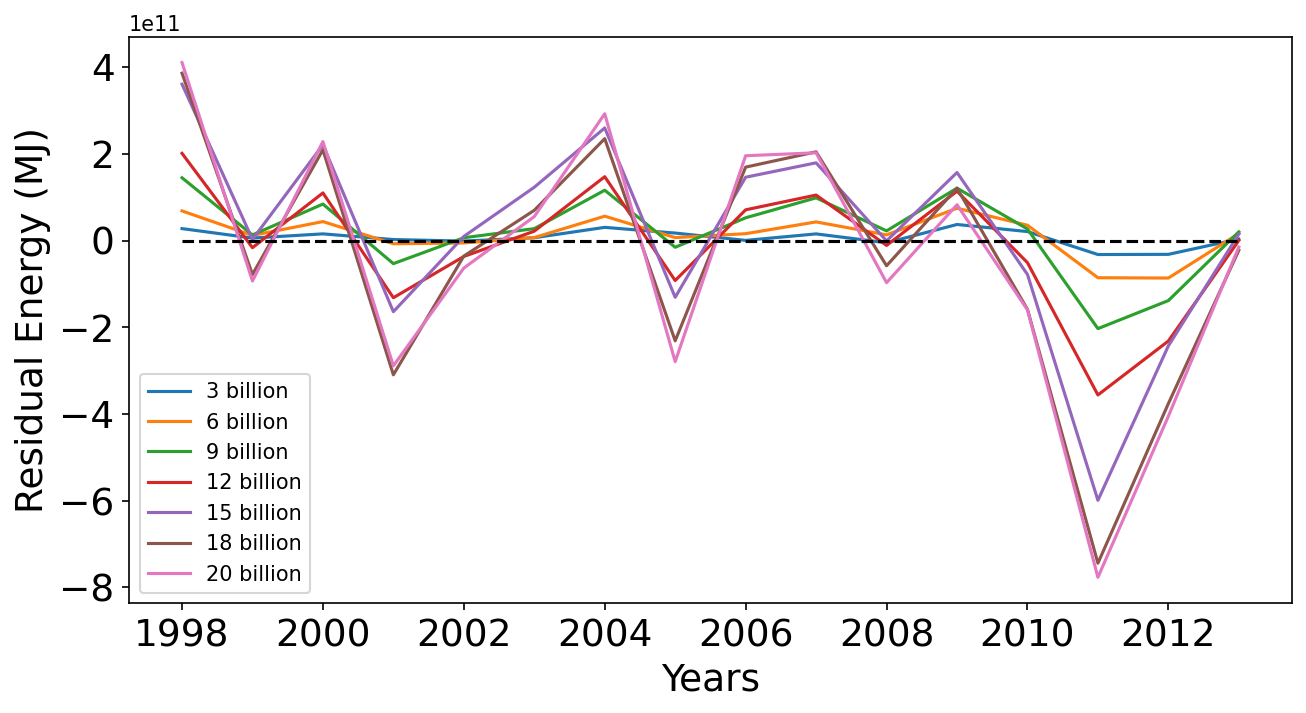 1e11
Residual Energy (MJ)
4
2
0
−2
−4
−6
−8
3 billion
6 billion
9 billion
12 billion
15 billion
18 billion
20 billion
1998 2000 2002 2004 2006 2008 2010 2012
Years